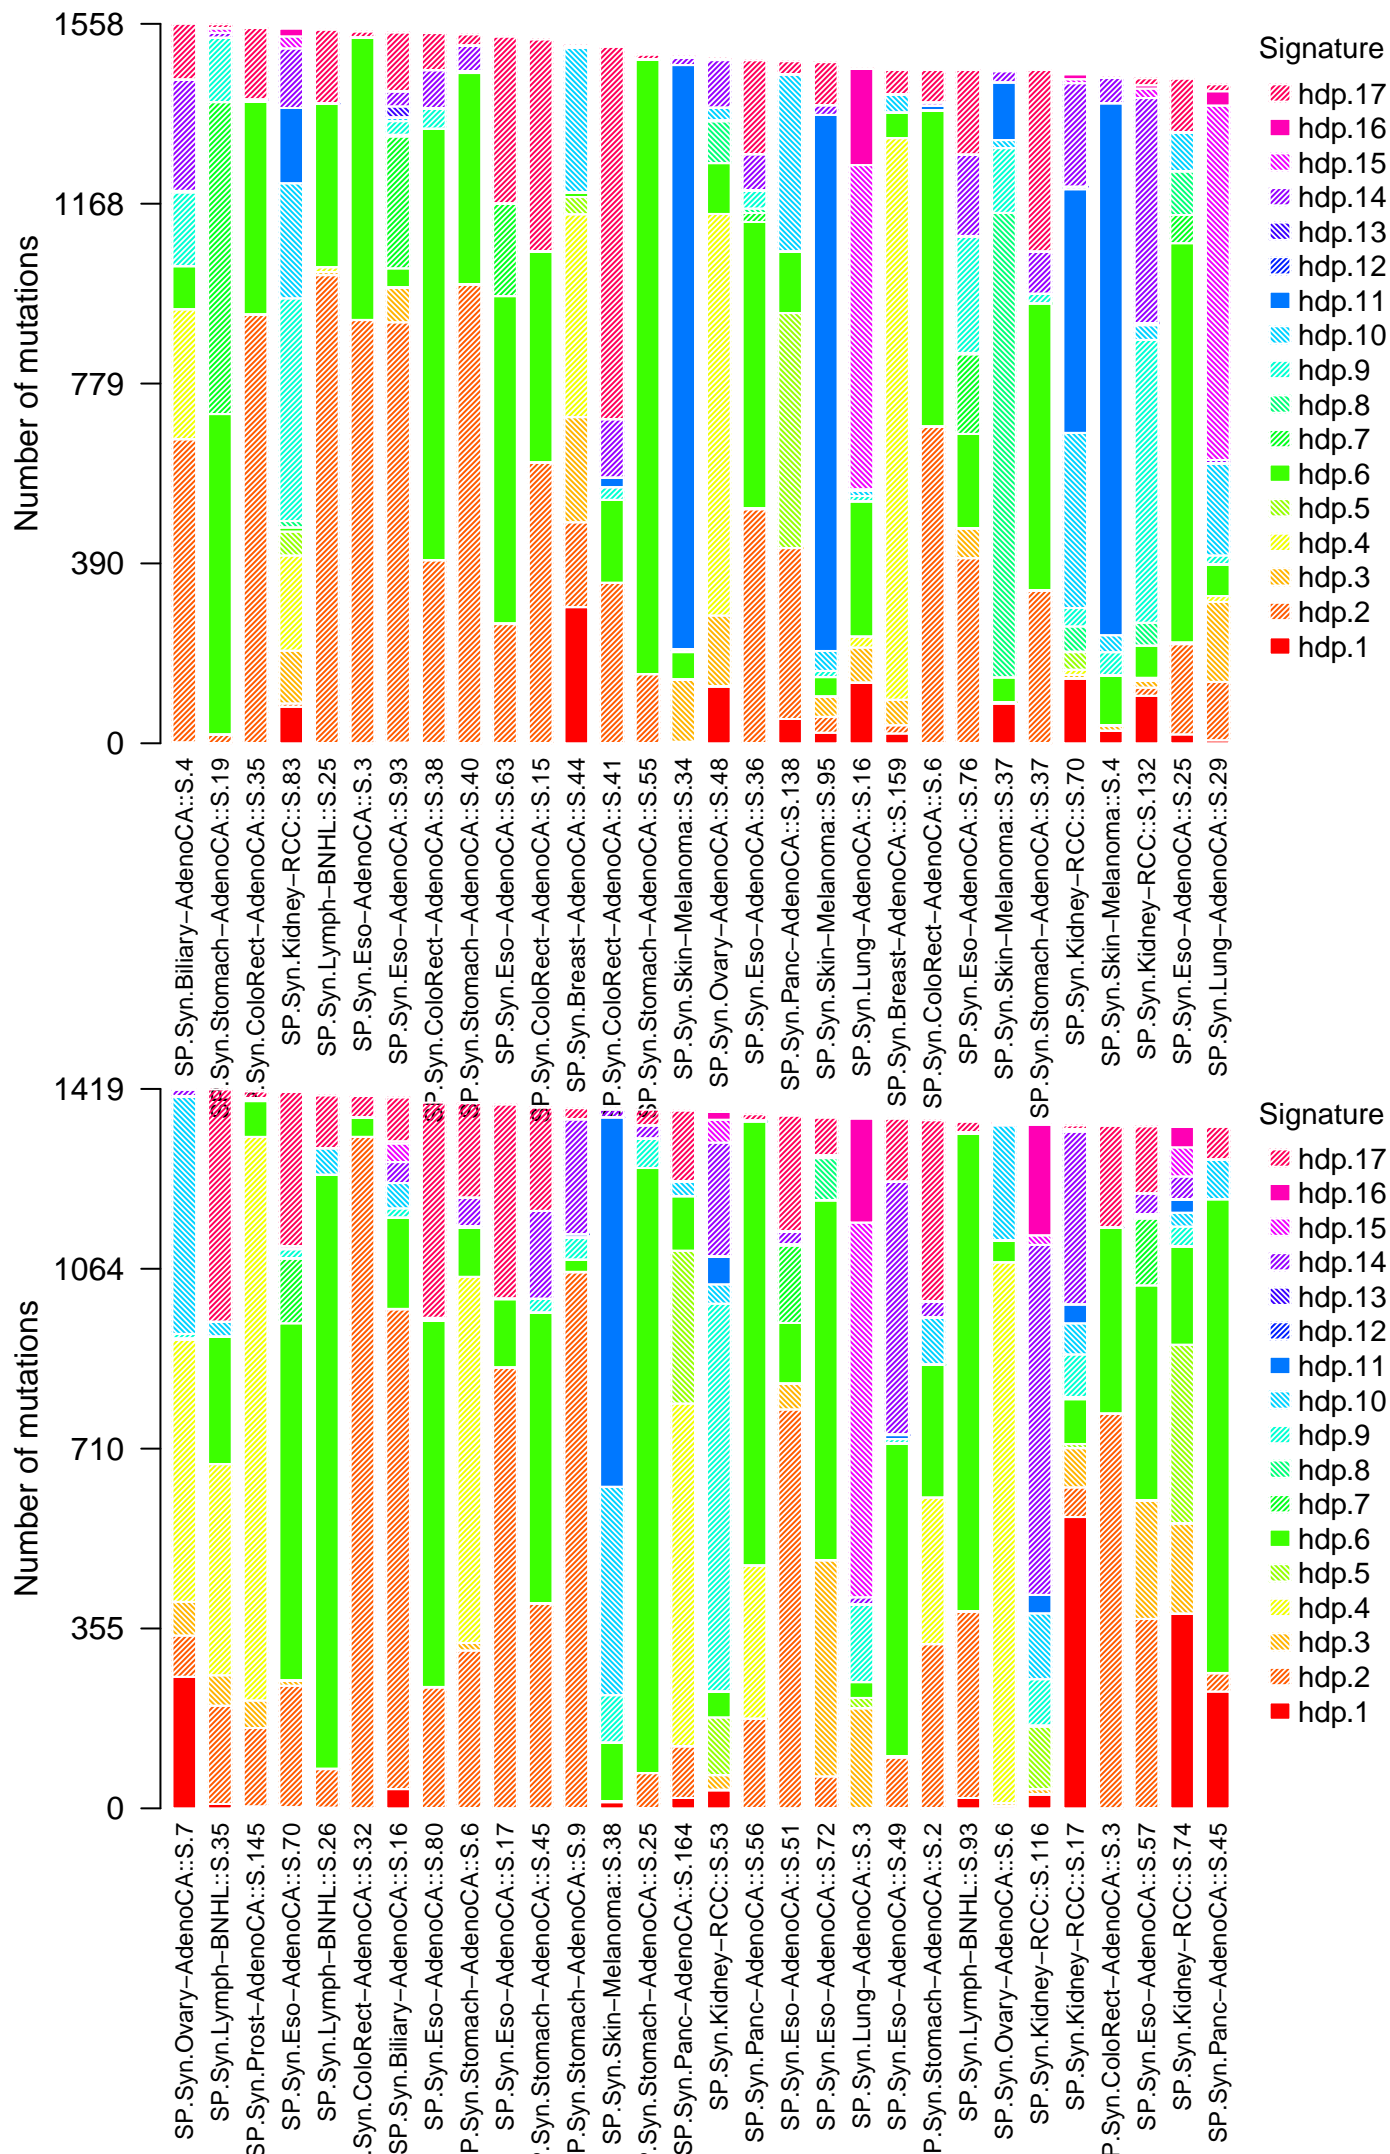 Number of mutations
1558
1168
779
390
0
Signature
hdp.17
hdp.16
hdp.15
hdp.14
hdp.13
hdp.12
hdp.11
hdp.10
hdp.9
hdp.8
hdp.7
hdp.6
hdp.5
hdp.4
hdp.3
hdp.2
hdp.1
SP.Syn.Biliary−AdenoCA::S.4
SP.Syn.Stomach−AdenoCA::S.19
SP.Syn.ColoRect−AdenoCA::S.35
SP.Syn.Kidney−RCC::S.83
SP.Syn.Lymph−BNHL::S.25
SP.Syn.Eso−AdenoCA::S.3
SP.Syn.Eso−AdenoCA::S.93
SP.Syn.ColoRect−AdenoCA::S.38
SP.Syn.Stomach−AdenoCA::S.40
SP.Syn.Eso−AdenoCA::S.63
SP.Syn.ColoRect−AdenoCA::S.15
SP.Syn.Breast−AdenoCA::S.44
P.Syn.ColoRect−AdenoCA::S.41
SP.Syn.Stomach−AdenoCA::S.55
SP.Syn.Skin−Melanoma::S.34
SP.Syn.Ovary−AdenoCA::S.48
SP.Syn.Eso−AdenoCA::S.36
SP.Syn.Panc−AdenoCA::S.138
SP.Syn.Skin−Melanoma::S.95
SP.Syn.Lung−AdenoCA::S.16
SP.Syn.Breast−AdenoCA::S.159
SP.Syn.ColoRect−AdenoCA::S.6
SP.Syn.Eso−AdenoCA::S.76
SP.Syn.Skin−Melanoma::S.37
SP.Syn.Stomach−AdenoCA::S.37
SP.Syn.Kidney−RCC::S.70
SP.Syn.Skin−Melanoma::S.4
SP.Syn.Kidney−RCC::S.132
SP.Syn.Eso−AdenoCA::S.25
SP.Syn.Lung−AdenoCA::S.29
Number of mutations
1419
1064
710
355
0
Signature
hdp.17
hdp.16
hdp.15
hdp.14
hdp.13
hdp.12
hdp.11
hdp.10
hdp.9
hdp.8
hdp.7
hdp.6
hdp.5
hdp.4
hdp.3
hdp.2
hdp.1
SP.Syn.Ovary−AdenoCA::S.7
SP.Syn.Lymph−BNHL::S.35
SP.Syn.Prost−AdenoCA::S.145
SP.Syn.Eso−AdenoCA::S.70
SP.Syn.Lymph−BNHL::S.26
.Syn.ColoRect−AdenoCA::S.32
SP.Syn.Biliary−AdenoCA::S.16
SP.Syn.Eso−AdenoCA::S.80
SP.Syn.Stomach−AdenoCA::S.6
SP.Syn.Eso−AdenoCA::S.17
P.Syn.Stomach−AdenoCA::S.45
SP.Syn.Stomach−AdenoCA::S.9
SP.Syn.Skin−Melanoma::S.38
P.Syn.Stomach−AdenoCA::S.25
SP.Syn.Panc−AdenoCA::S.164
SP.Syn.Kidney−RCC::S.53
SP.Syn.Panc−AdenoCA::S.56
SP.Syn.Eso−AdenoCA::S.51
SP.Syn.Eso−AdenoCA::S.72
SP.Syn.Lung−AdenoCA::S.3
SP.Syn.Eso−AdenoCA::S.49
SP.Syn.Stomach−AdenoCA::S.2
SP.Syn.Lymph−BNHL::S.93
SP.Syn.Ovary−AdenoCA::S.6
SP.Syn.Kidney−RCC::S.116
SP.Syn.Kidney−RCC::S.17
SP.Syn.ColoRect−AdenoCA::S.3
SP.Syn.Eso−AdenoCA::S.57
SP.Syn.Kidney−RCC::S.74
SP.Syn.Panc−AdenoCA::S.45